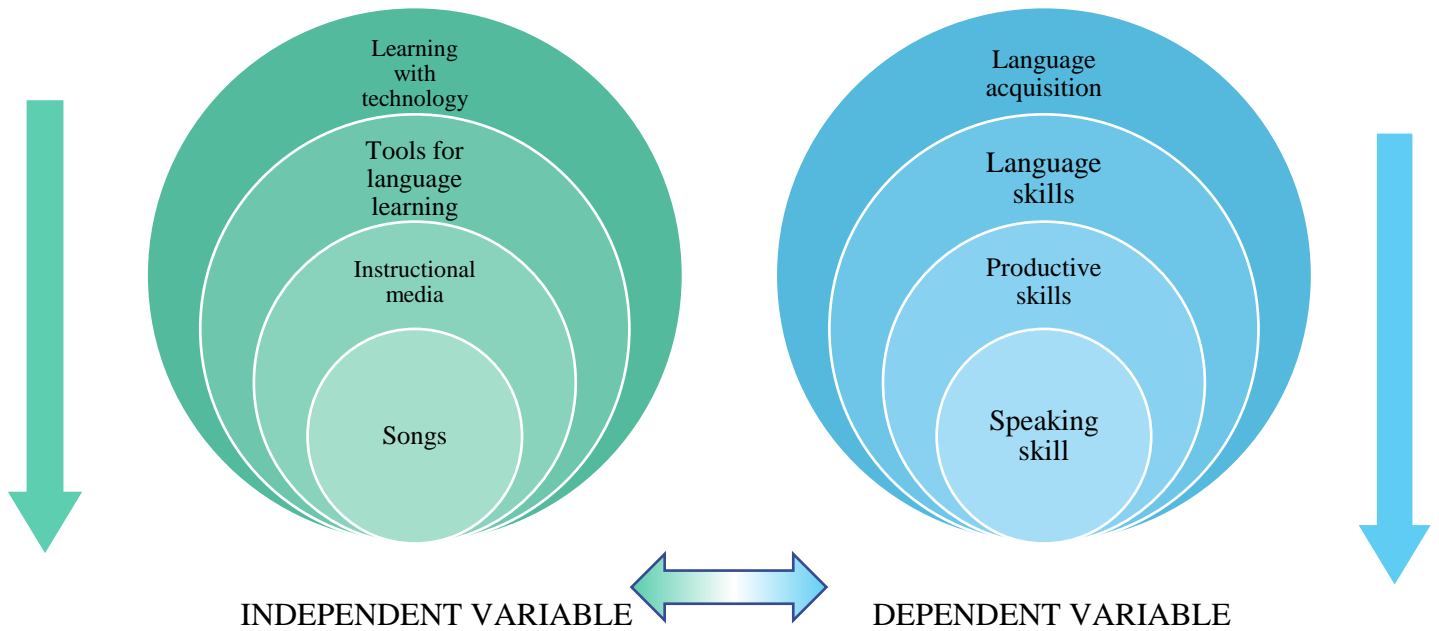 Learning
with
technology
Tools for
language
learning
Instructional
media
Songs
Language
acquisition
Language
skills
Productive
skills
Speaking
skill
INDEPENDENT VARIABLE
DEPENDENT VARIABLE